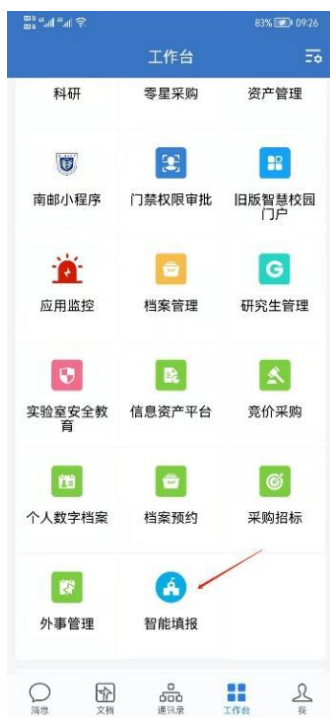 83% 09:26
工作台
科研 零星采购 资产管理
南邮小程序 门禁权限审批 旧版智慧校园
门户
应用监控 档案管理 研究生管理
G
实验室安全教 信息资产平台 竞价采购
育
个人数字档案 档案预约 采购招标
外事管理 智能填报
消息 文档 通讯录 工作台 我